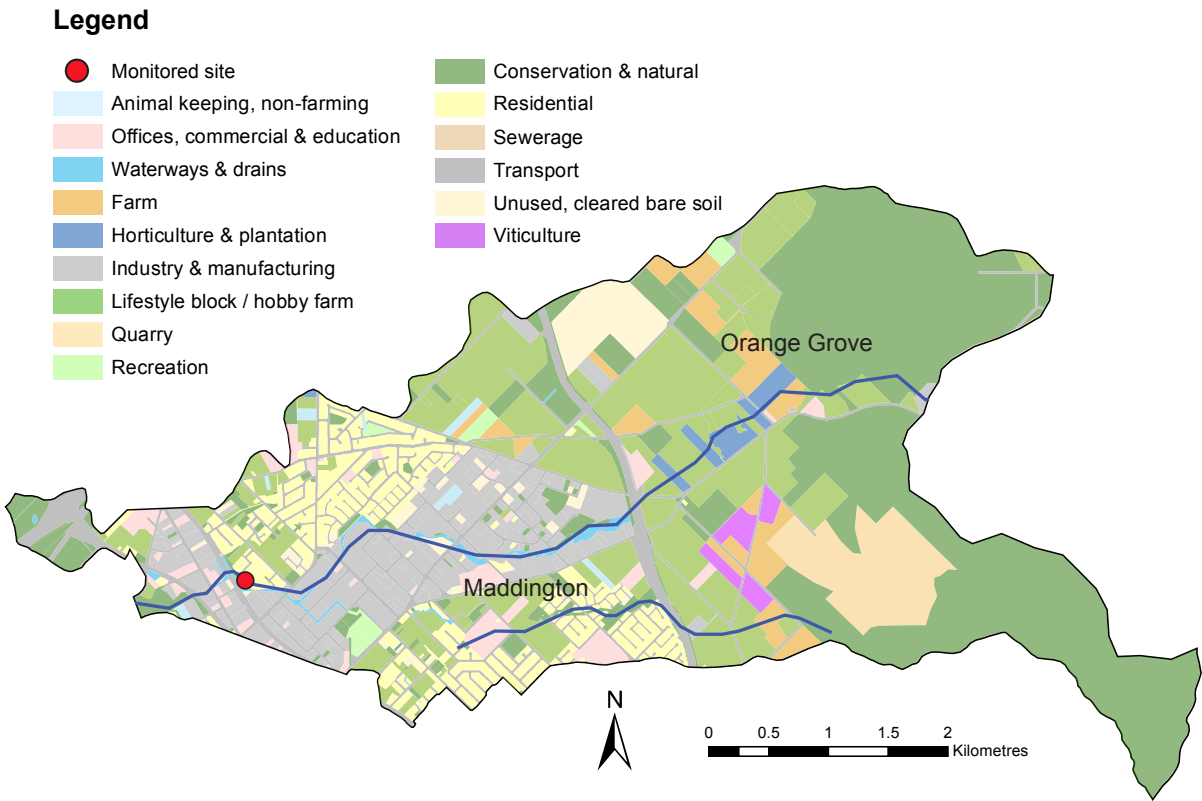 Legend
Monitored site
Animal keeping, non-farming
Offices, commercial & education
Waterways & drains
Farm
Horticulture & plantation
Industry & manufacturing
Lifestyle block / hobby farm
Quarry
Recreation
Conservation & natural
Residential
Sewerage
Transport
Unused, cleared bare soil
Viticulture
Orange Grove
Maddington
N
0 0.5 1 1.5 2
Kilometres